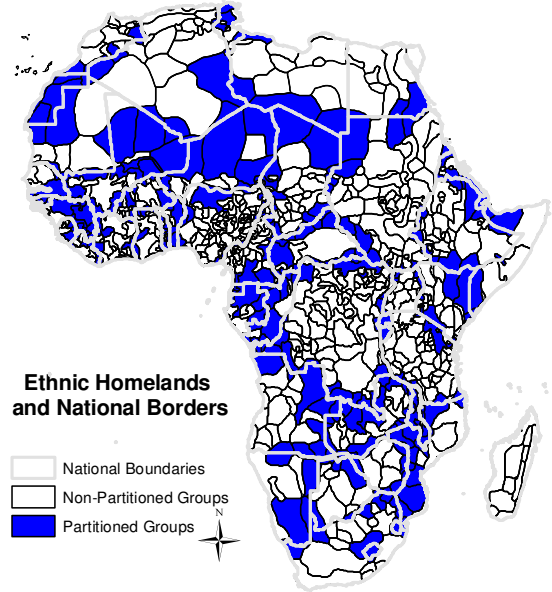 Ethnic Homelands
and National Borders
National Boundaries
Non-Partitioned Groups
Partitioned Groups
N